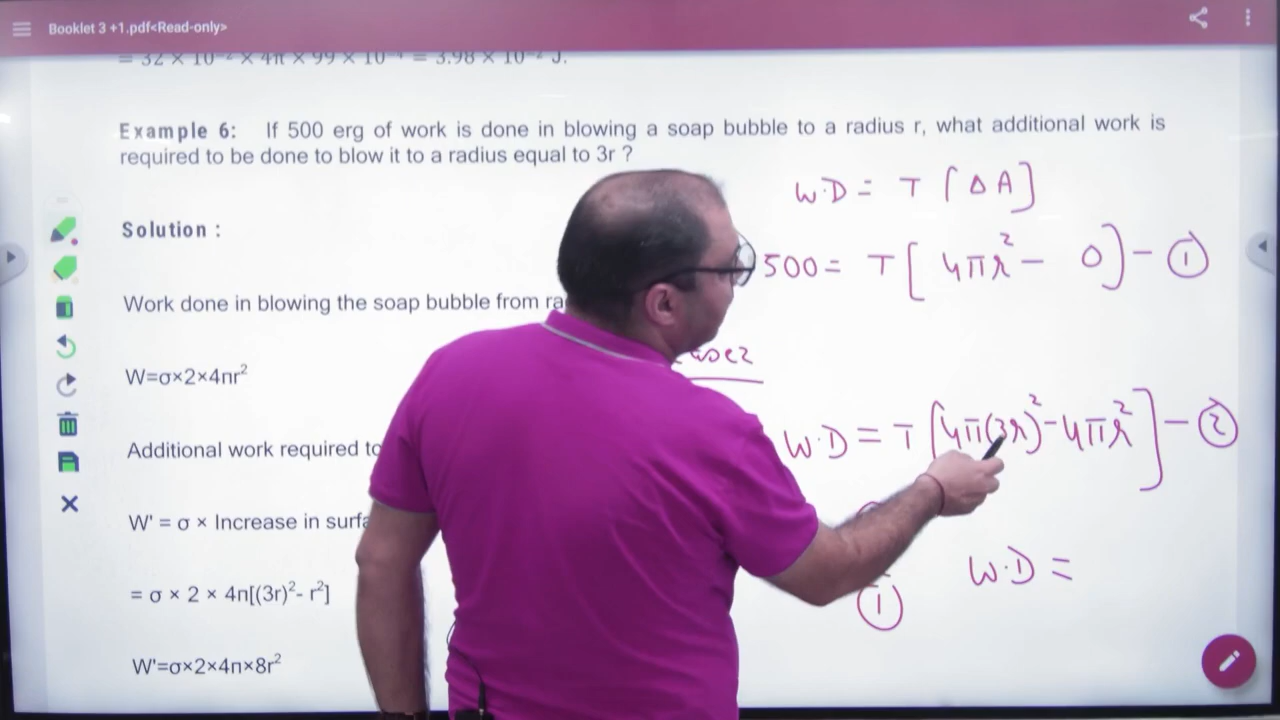 Booklet 3 +1.pdf<Read-only>
= 32 × 10⁻² × 4π × 99 × 10⁻⁴ = 3.98 × 10⁻² J.
Example 6: If 500 erg of work is done in blowing a soap bubble to a radius r, what additional work is
required to be done to blow it to a radius equal to 3r ?
W.D = T [ΔA]
Solution :
500 = T[4πr² - 0] - ①
Work done in blowing the soap bubble from
W=σ×2×4πr²
W.D = T[4π(3r)² - 4πr²] - ②
Additional work required to
W' = σ × Increase in
W.D =
= σ × 2 × 4π[(3r)²- r²]
①
W'=σ×2×4π×8r²